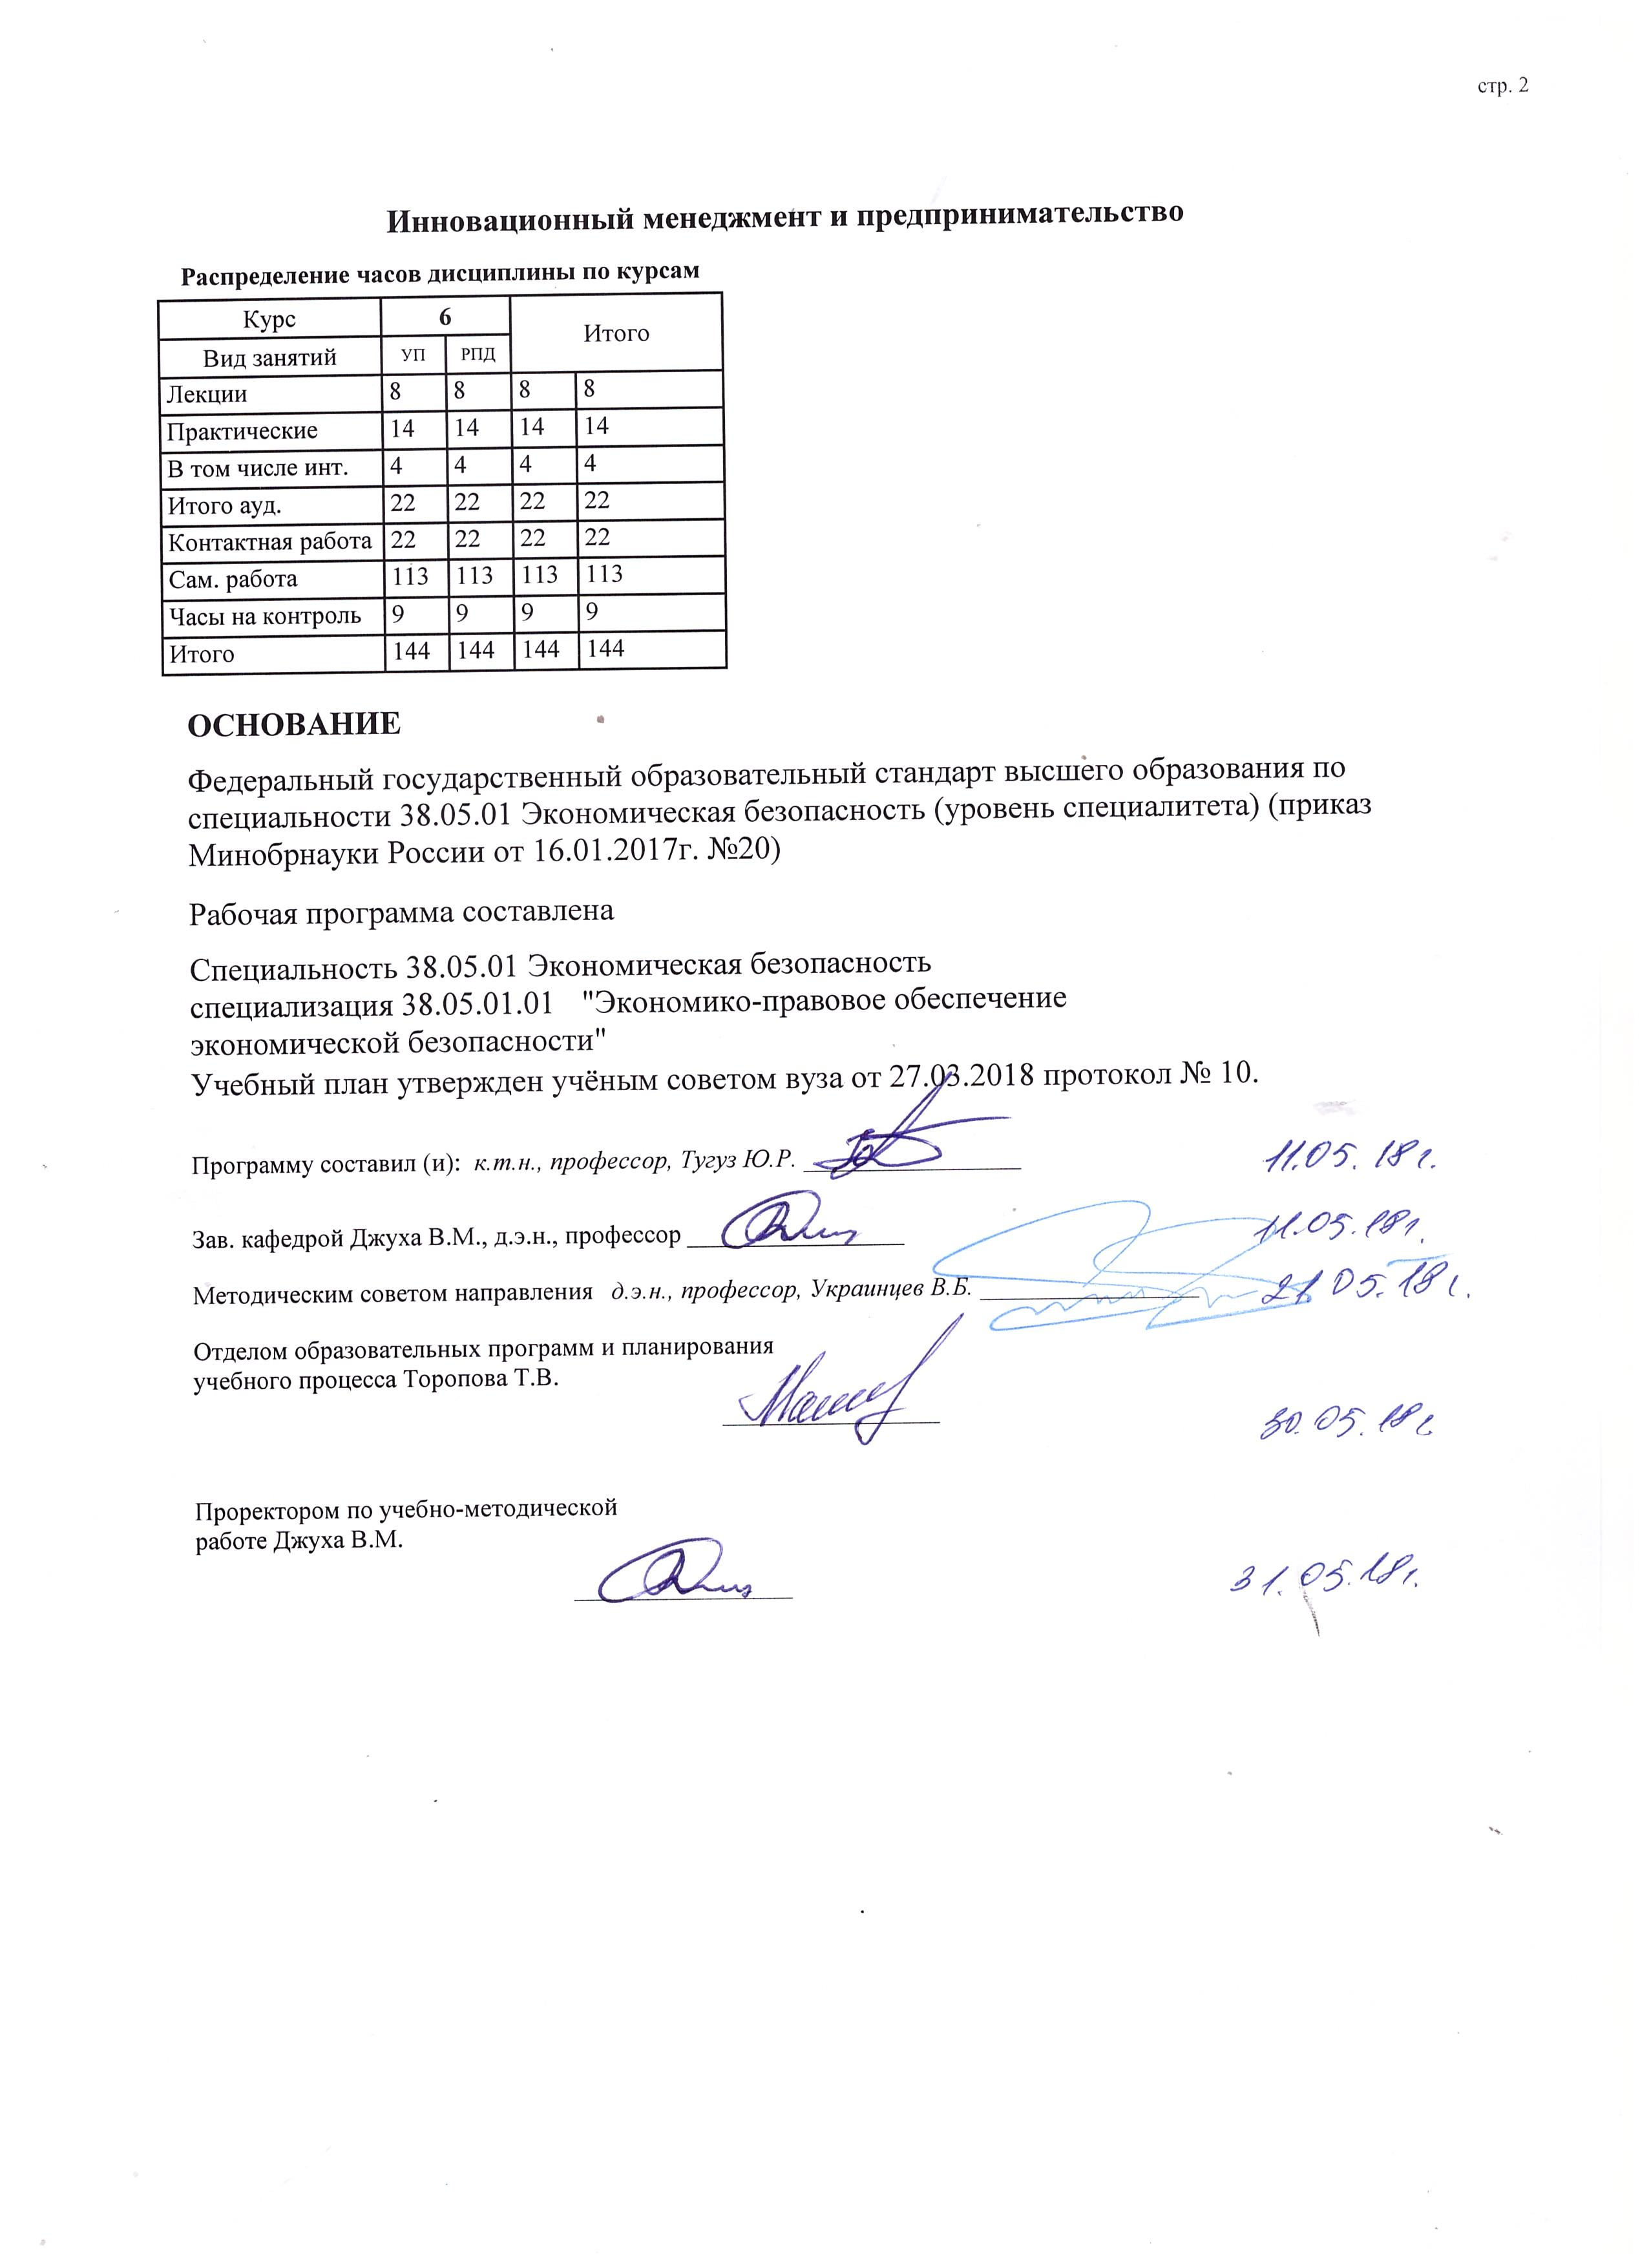 стр. 2
Инновационный менеджмент и предпринимательство
Распределение часов дисциплины по курсам
Курс 6 Итого
Вид занятий УП РПД
Лекции 8 8 8 8
Практические 14 14 14 14
В том числе инт. 4 4 4 4
Итого ауд. 22 22 22 22
Контактная работа 22 22 22 22
Сам. работа 113 113 113 113
Часы на контроль 9 9 9 9
Итого 144 144 144 144
ОСНОВАНИЕ
Федеральный государственный образовательный стандарт высшего образования по
специальности 38.05.01 Экономическая безопасность (уровень специалитета) (приказ
Минобрнауки России от 16.01.2017г. №20)
Рабочая программа составлена
Специальность 38.05.01 Экономическая безопасность
специализация 38.05.01.01 "Экономико-правовое обеспечение
экономической безопасности"
Учебный план утвержден учёным советом вуза от 27.03.2018 протокол № 10.
Программу составил (и): к.т.н., профессор, Тугуз Ю.Р. 11.05.18г.
Зав. кафедрой Джуха В.М., д.э.н., профессор 11.05.18г.
Методическим советом направления д.э.н., профессор, Украинцев В.Б. 21.05.18г.
Отделом образовательных программ и планирования
учебного процесса Торопова Т.В.
30.05.18г.
Проректором по учебно-методической
работе Джуха В.М.
31.05.18г.